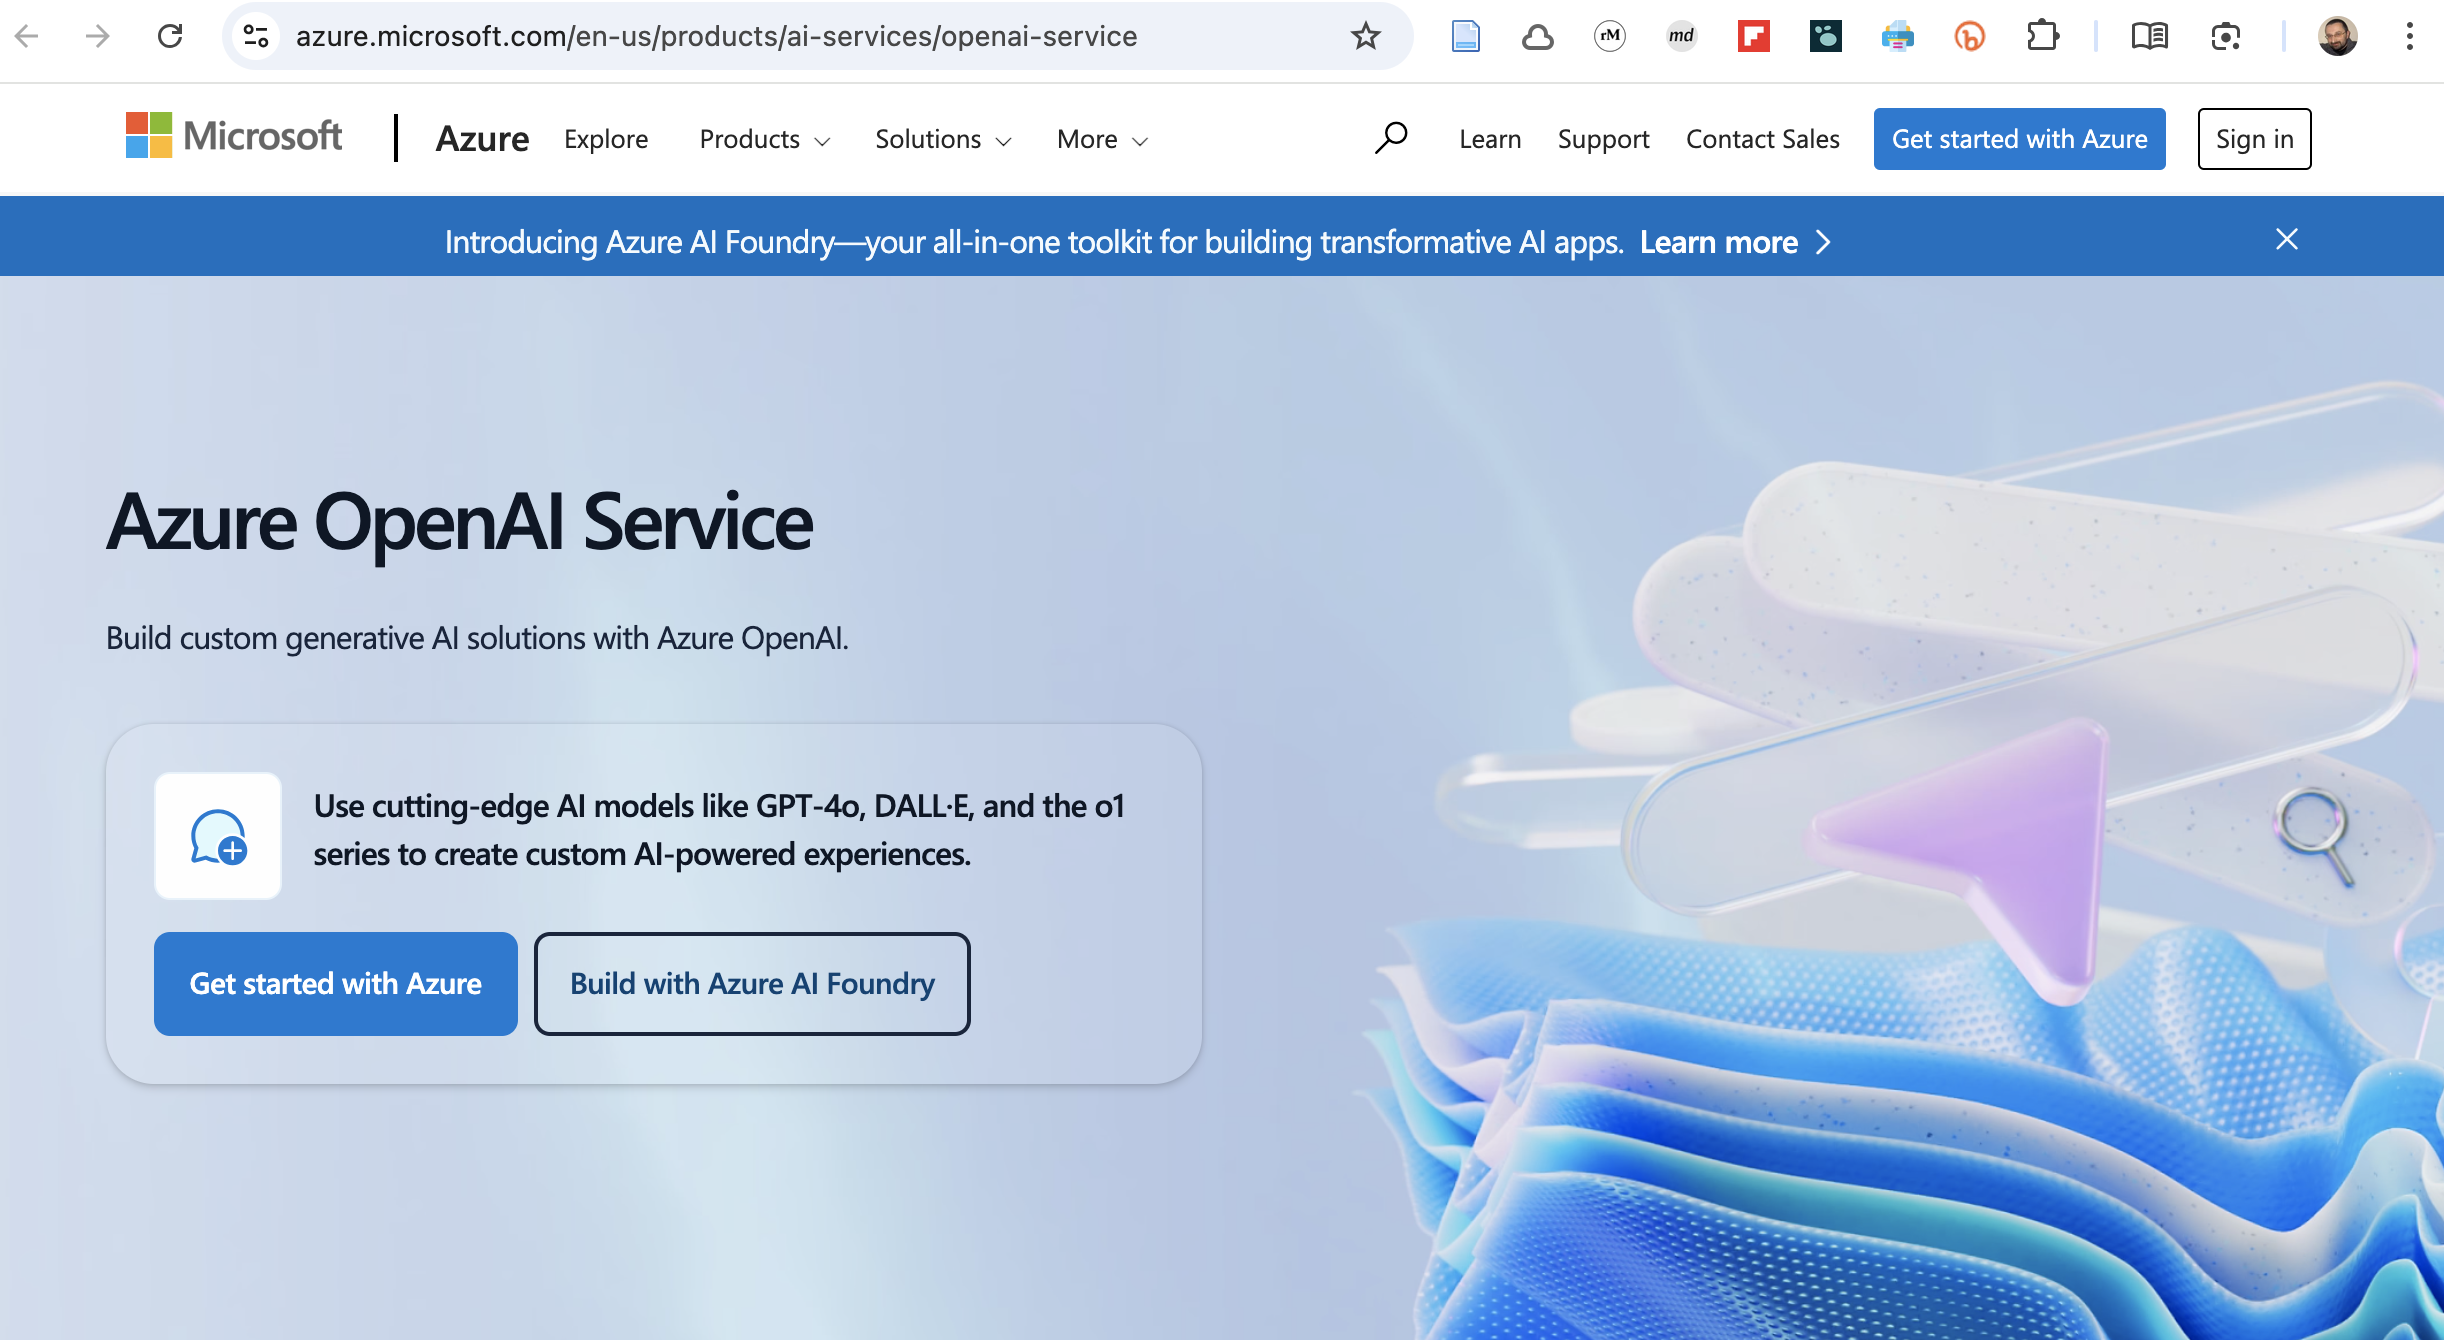 azure.microsoft.com/en-us/products/ai-services/openai-service
rM
md
Microsoft
Azure
Explore
Products
Solutions
More
Learn
Support
Contact Sales
Get started with Azure
Sign in
Introducing Azure AI Foundry—your all-in-one toolkit for building transformative AI apps. Learn more
Azure OpenAI Service
Build custom generative AI solutions with Azure OpenAI.
Use cutting-edge AI models like GPT-4o, DALL·E, and the o1
series to create custom AI-powered experiences.
Get started with Azure
Build with Azure AI Foundry